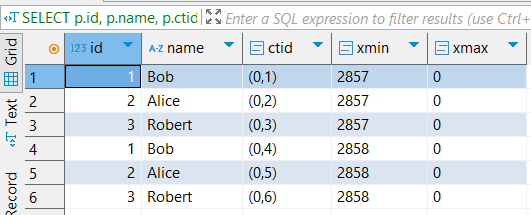 SELECT p.id, p.name, p.ctid Enter a SQL expression to filter results (use Ctrl+
Grid Text Record
123 id A-Z name ctid xmin xmax
1 1 Bob (0,1) 2857 0
2 2 Alice (0,2) 2857 0
3 3 Robert (0,3) 2857 0
4 1 Bob (0,4) 2858 0
5 2 Alice (0,5) 2858 0
6 3 Robert (0,6) 2858 0